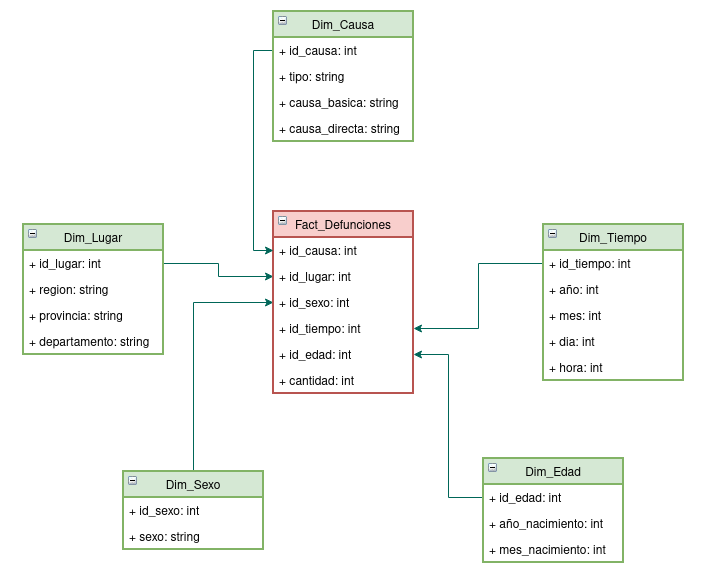 Dim_Causa
+ id_causa: int
+ tipo: string
+ causa_basica: string
+ causa_directa: string
Dim_Lugar
+ id_lugar: int
+ region: string
+ provincia: string
+ departamento: string
Fact_Defunciones
+ id_causa: int
+ id_lugar: int
+ id_sexo: int
+ id_tiempo: int
+ id_edad: int
+ cantidad: int
Dim_Tiempo
+ id_tiempo: int
+ año: int
+ mes: int
+ dia: int
+ hora: int
Dim_Sexo
+ id_sexo: int
+ sexo: string
Dim_Edad
+ id_edad: int
+ año_nacimiento: int
+ mes_nacimiento: int